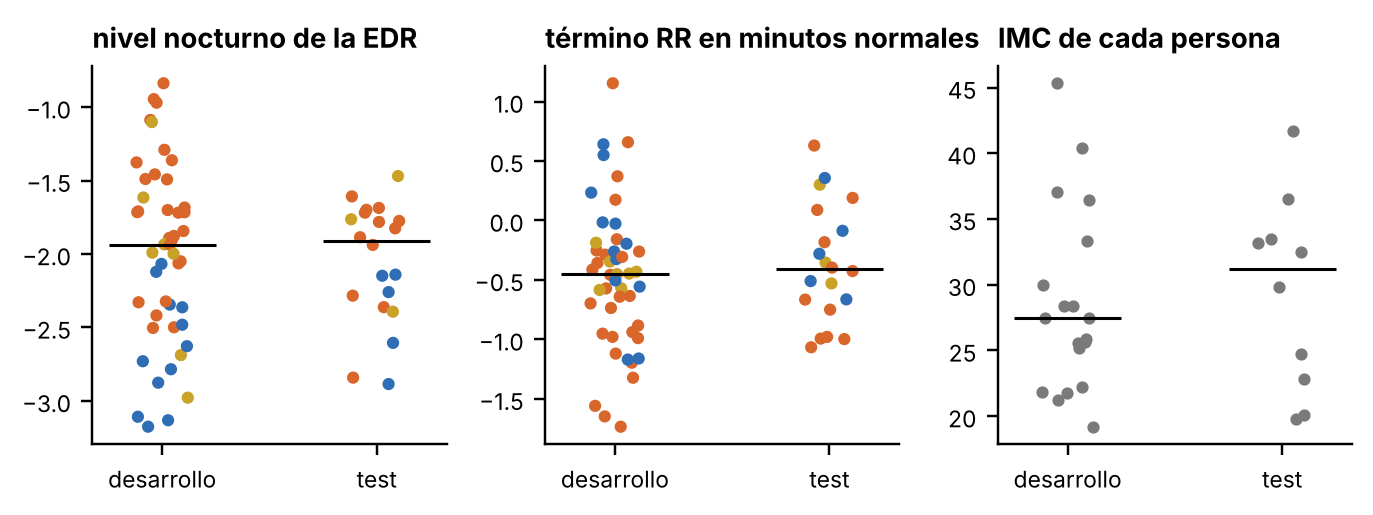 nivel nocturno de la EDR
−1.0
−1.5
−2.0
−2.5
−3.0
desarrollo
test
término RR en minutos normales
1.0
0.5
0.0
−0.5
−1.0
−1.5
desarrollo
test
IMC de cada persona
45
40
35
30
25
20
desarrollo
test